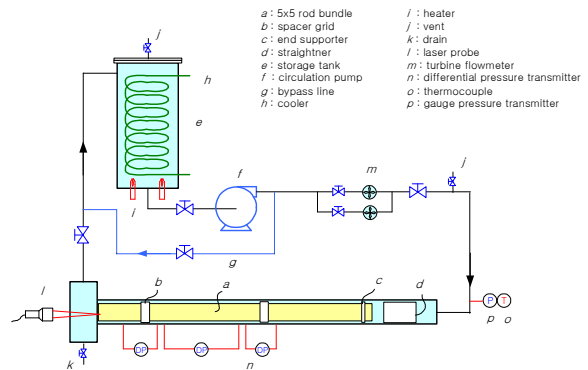 a : 5x5 rod bundle
b : spacer grid
c : end supporter
d : straightner
e : storage tank
f : circulation pump
g : bypass line
h : cooler
i : heater
j : vent
k : drain
l : laser probe
m : turbine flowmeter
n : differential pressure transmitter
o : thermocouple
p : gauge pressure transmitter
j
h
e
f
m
j
i
g
l
b
a
c
d
P T
p o
k
DP DP DP
n